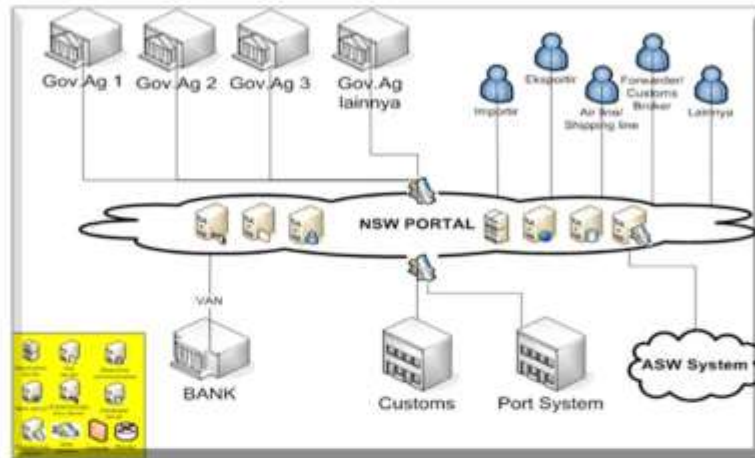 Gov.Ag 1
Gov.Ag 2
Gov.Ag 3
Gov.Ag
lainnya
Importir
Eksportir
Air line/
Shipping line
Forwarder/
Customs
Broker
Lainnya
NSW PORTAL
VAN
BANK
Customs
Port System
ASW System